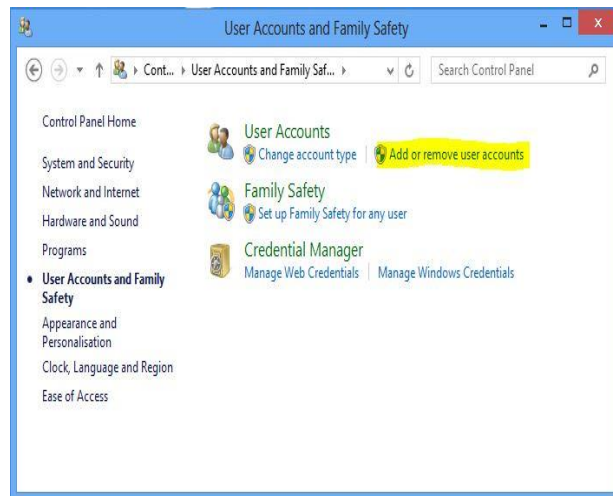 User Accounts and Family Safety
Cont... User Accounts and Family Saf... Search Control Panel
Control Panel Home
System and Security
Network and Internet
Hardware and Sound
Programs
User Accounts and Family
Safety
Appearance and
Personalisation
Clock, Language and Region
Ease of Access
User Accounts
Change account type Add or remove user accounts
Family Safety
Set up Family Safety for any user
Credential Manager
Manage Web Credentials Manage Windows Credentials